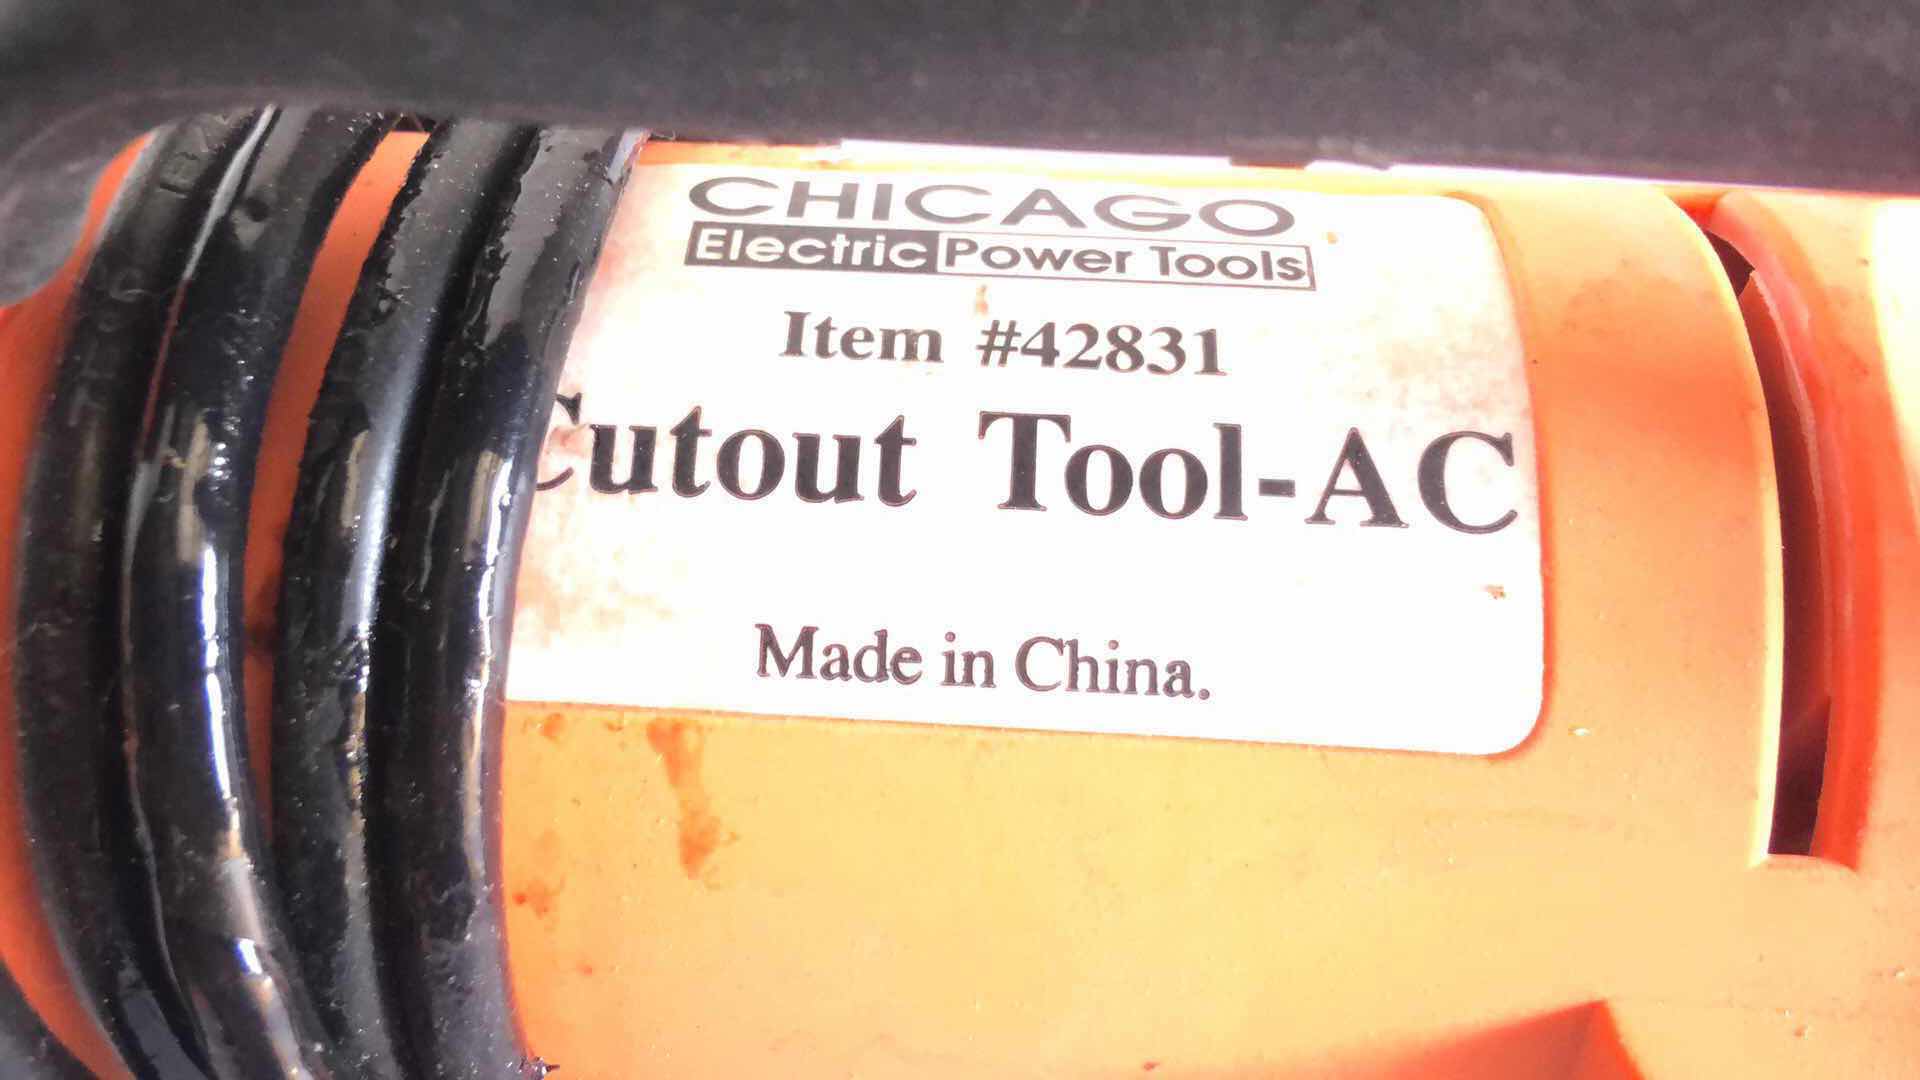 CHICAGO
Electric Power Tools
Item #42831
Cutout Tool-AC
Made in China.